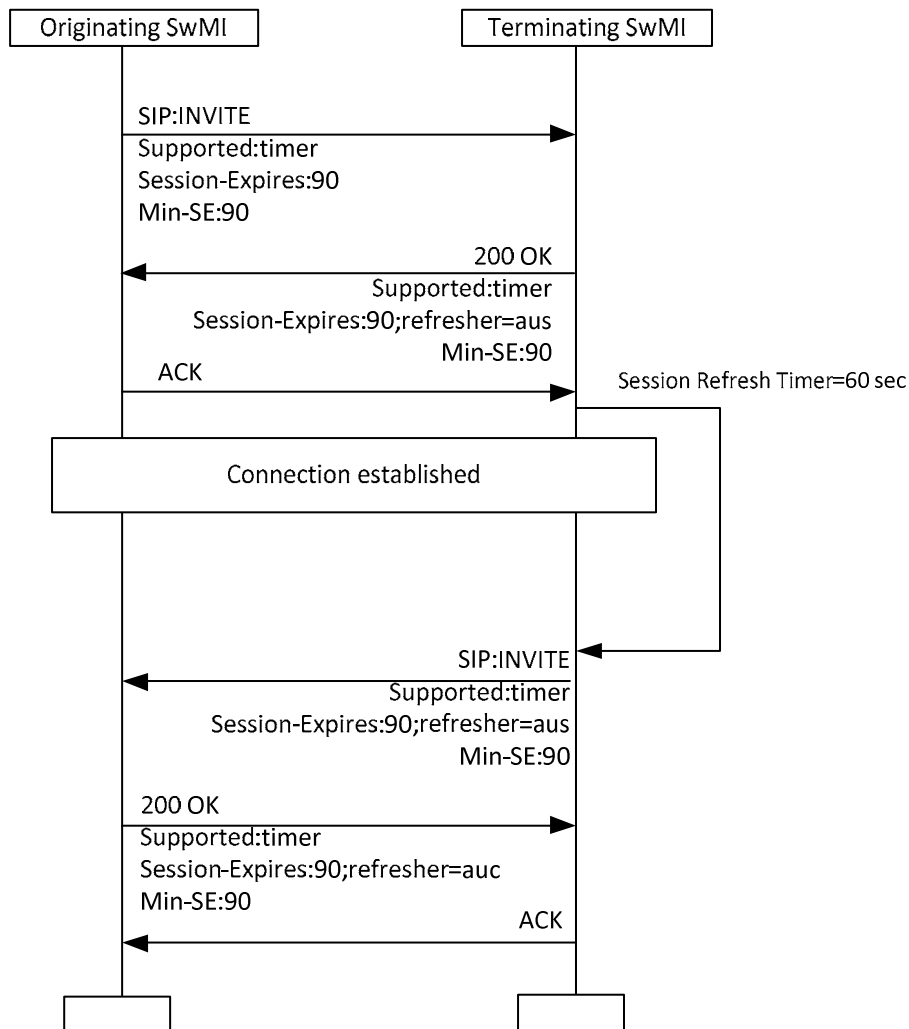 Originating SwMI
Terminating SwMI
SIP:INVITE
Supported:timer
Session-Expires:90
Min-SE:90
200 OK
Supported:timer
Session-Expires:90;refresher=aus
Min-SE:90
ACK
Session Refresh Timer=60 sec
Connection established
SIP:INVITE
Supported:timer
Session-Expires:90;refresher=aus
Min-SE:90
200 OK
Supported:timer
Session-Expires:90;refresher=auc
Min-SE:90
ACK